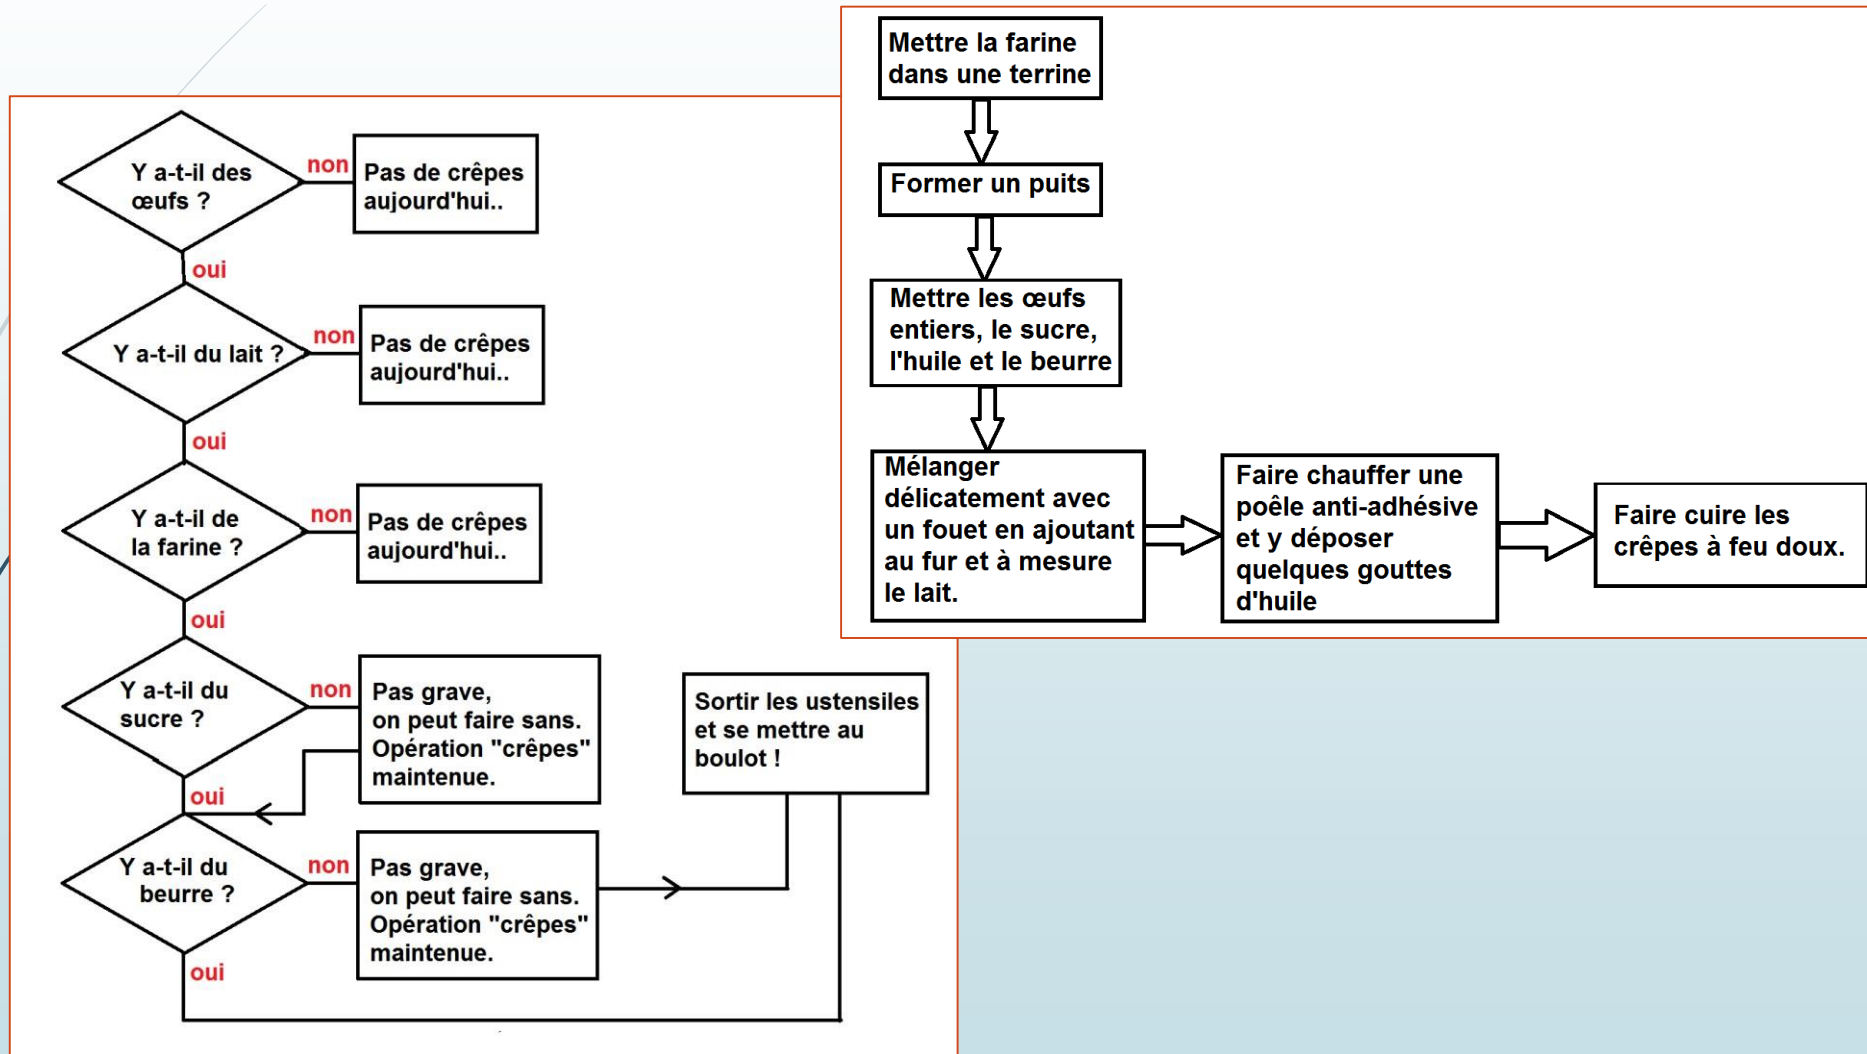 Y a-t-il des
œufs ?
non
Pas de crêpes
aujourd'hui..
oui
Y a-t-il du lait ?
non
Pas de crêpes
aujourd'hui..
oui
Y a-t-il de
la farine ?
non
Pas de crêpes
aujourd'hui..
oui
Y a-t-il du
sucre ?
non
Pas grave,
on peut faire sans.
Opération "crêpes"
maintenue.
oui
Y a-t-il du
beurre ?
non
Pas grave,
on peut faire sans.
Opération "crêpes"
maintenue.
oui
Sortir les ustensiles
et se mettre au
boulot !
Mettre la farine
dans une terrine
Former un puits
Mettre les œufs
entiers, le sucre,
l'huile et le beurre
Mélanger
délicatement avec
un fouet en ajoutant
au fur et à mesure
le lait.
Faire chauffer une
poêle anti-adhésive
et y déposer
quelques gouttes
d'huile
Faire cuire les
crêpes à feu doux.